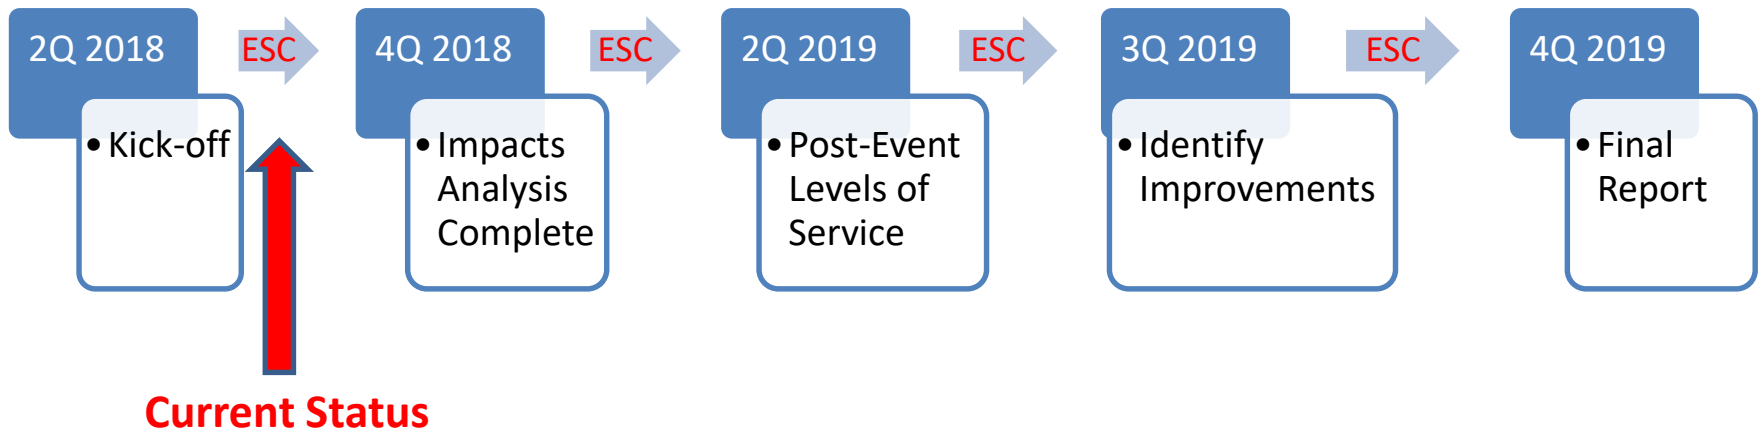 2Q 2018
ESC
4Q 2018
ESC
2Q 2019
ESC
3Q 2019
ESC
4Q 2019
• Kick-off
• Impacts
Analysis
Complete
• Post-Event
Levels of
Service
• Identify
Improvements
• Final
Report
Current Status